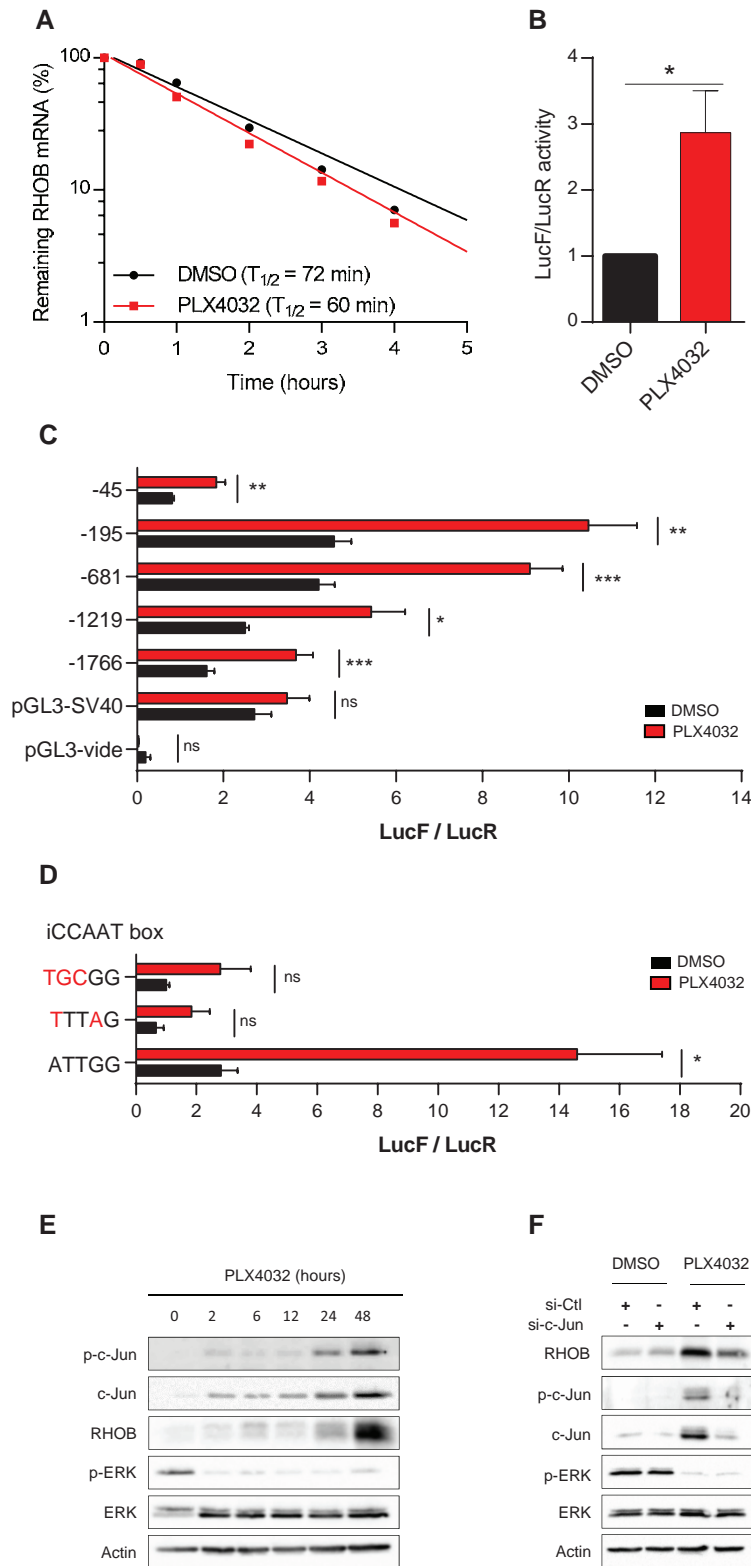 A
Remaining RHOB mRNA (%)
100
10
1
0 1 2 3 4 5
Time (hours)
DMSO (T1/2 = 72 min)
PLX4032 (T1/2 = 60 min)
B
LucF/LucR activity
4
3
2
1
0
*
DMSO
PLX4032
C
-45
**
-195
**
-681
***
-1219
*
-1766
***
pGL3-SV40
ns
pGL3-vide
ns
DMSO
PLX4032
0 2 4 6 8 10 12 14
LucF / LucR
D
iCCAAT box
TGCGG
ns
TTTAG
ns
ATTGG
*
DMSO
PLX4032
0 2 4 6 8 10 12 14 16 18 20
LucF / LucR
E
PLX4032 (hours)
0 2 6 12 24 48
p-c-Jun
c-Jun
RHOB
p-ERK
ERK
Actin
F
DMSO PLX4032
si-Ctl + - + -
si-c-Jun - + - +
RHOB
p-c-Jun
c-Jun
p-ERK
ERK
Actin